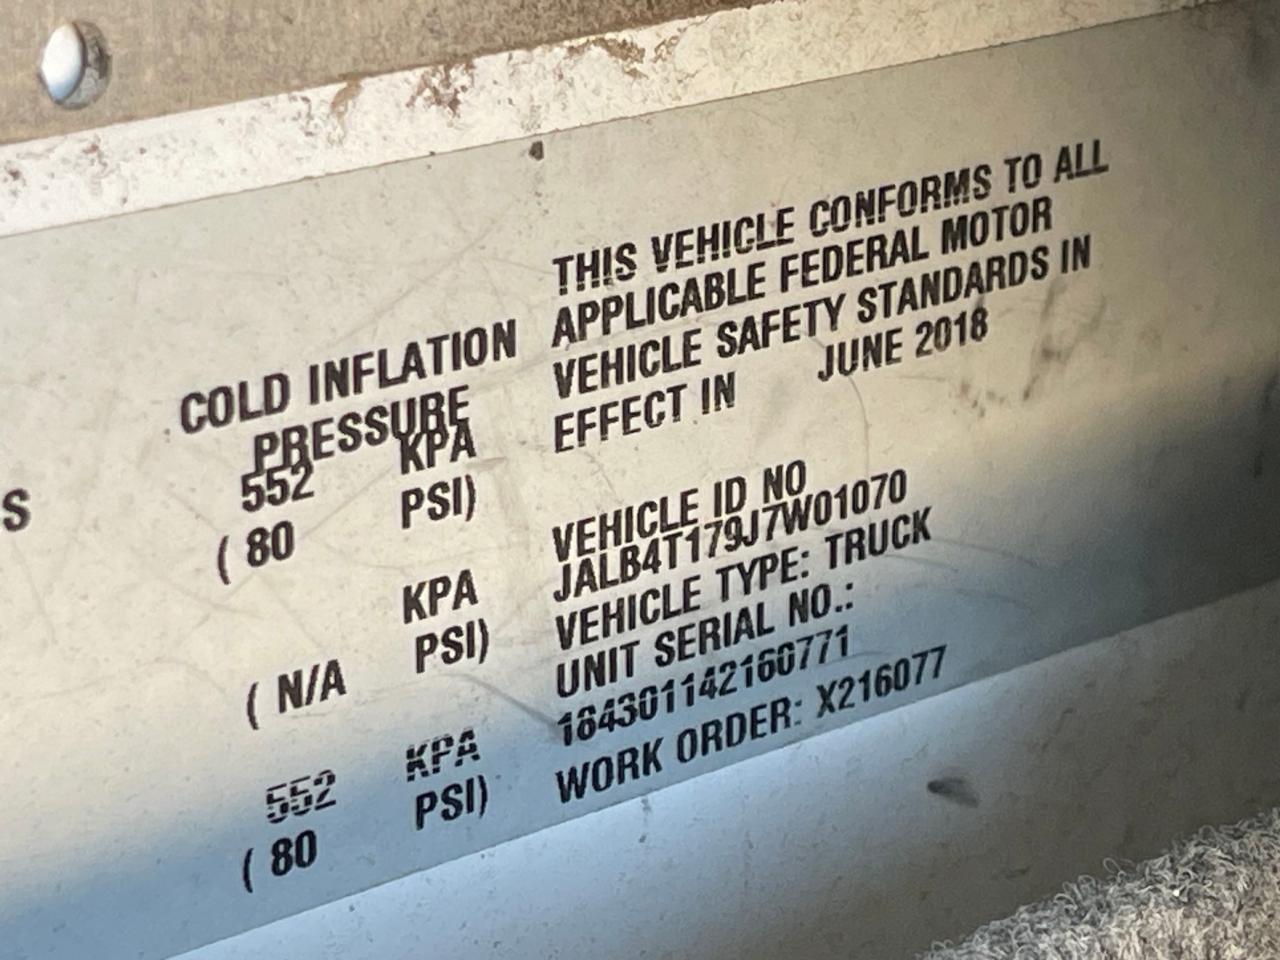 S
COLD INFLATION
PRESSURE
552 KPA
( 80 PSI)
KPA
( N/A PSI)
552 KPA
( 80 PSI)
THIS VEHICLE CONFORMS TO ALL
APPLICABLE FEDERAL MOTOR
VEHICLE SAFETY STANDARDS IN
EFFECT IN JUNE 2018
VEHICLE ID NO
JALB4T179J7W01070
VEHICLE TYPE: TRUCK
UNIT SERIAL NO.:
184301142160771
WORK ORDER: X216077